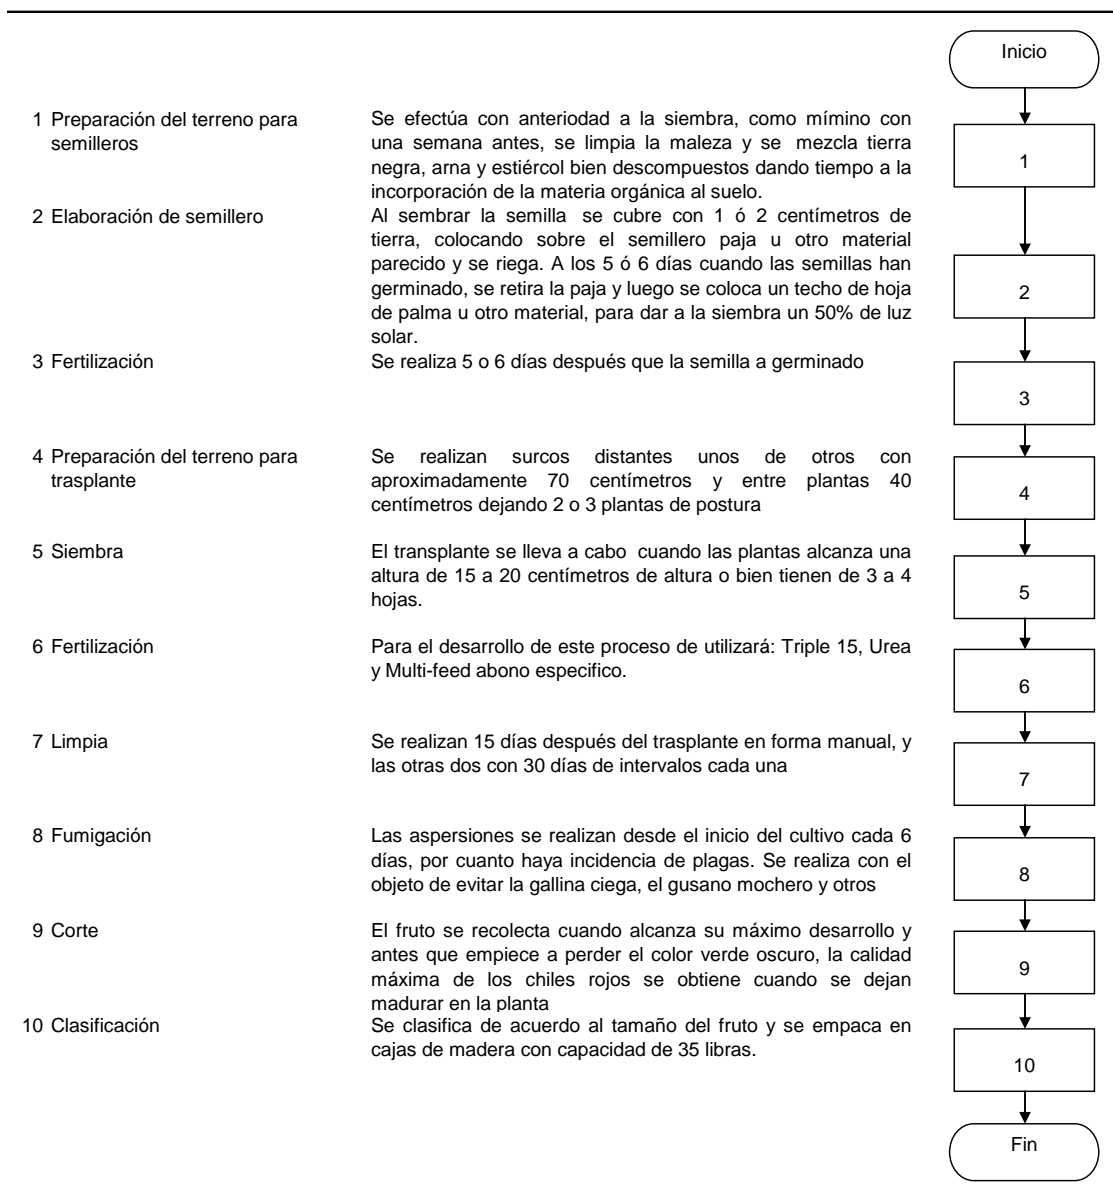 Inicio
1 Preparación del terreno para
semilleros
Se efectúa con anteriodad a la siembra, como mímino con
una semana antes, se limpia la maleza y se mezcla tierra
negra, arna y estiércol bien descompuestos dando tiempo a la
incorporación de la materia orgánica al suelo.
1
2 Elaboración de semillero
Al sembrar la semilla se cubre con 1 ó 2 centímetros de
tierra, colocando sobre el semillero paja u otro material
parecido y se riega. A los 5 ó 6 días cuando las semillas han
germinado, se retira la paja y luego se coloca un techo de hoja
de palma u otro material, para dar a la siembra un 50% de luz
solar.
2
3 Fertilización
Se realiza 5 o 6 días después que la semilla a germinado
3
4 Preparación del terreno para
trasplante
Se realizan surcos distantes unos de otros con
aproximadamente 70 centímetros y entre plantas 40
centímetros dejando 2 o 3 plantas de postura
4
5 Siembra
El transplante se lleva a cabo cuando las plantas alcanza una
altura de 15 a 20 centímetros de altura o bien tienen de 3 a 4
hojas.
5
6 Fertilización
Para el desarrollo de este proceso de utilizará: Triple 15, Urea
y Multi-feed abono especifico.
6
7 Limpia
Se realizan 15 días después del trasplante en forma manual, y
las otras dos con 30 días de intervalos cada una
7
8 Fumigación
Las aspersiones se realizan desde el inicio del cultivo cada 6
días, por cuanto haya incidencia de plagas. Se realiza con el
objeto de evitar la gallina ciega, el gusano mochero y otros
8
9 Corte
El fruto se recolecta cuando alcanza su máximo desarrollo y
antes que empiece a perder el color verde oscuro, la calidad
máxima de los chiles rojos se obtiene cuando se dejan
madurar en la planta
9
10 Clasificación
Se clasifica de acuerdo al tamaño del fruto y se empaca en
cajas de madera con capacidad de 35 libras.
10
Fin